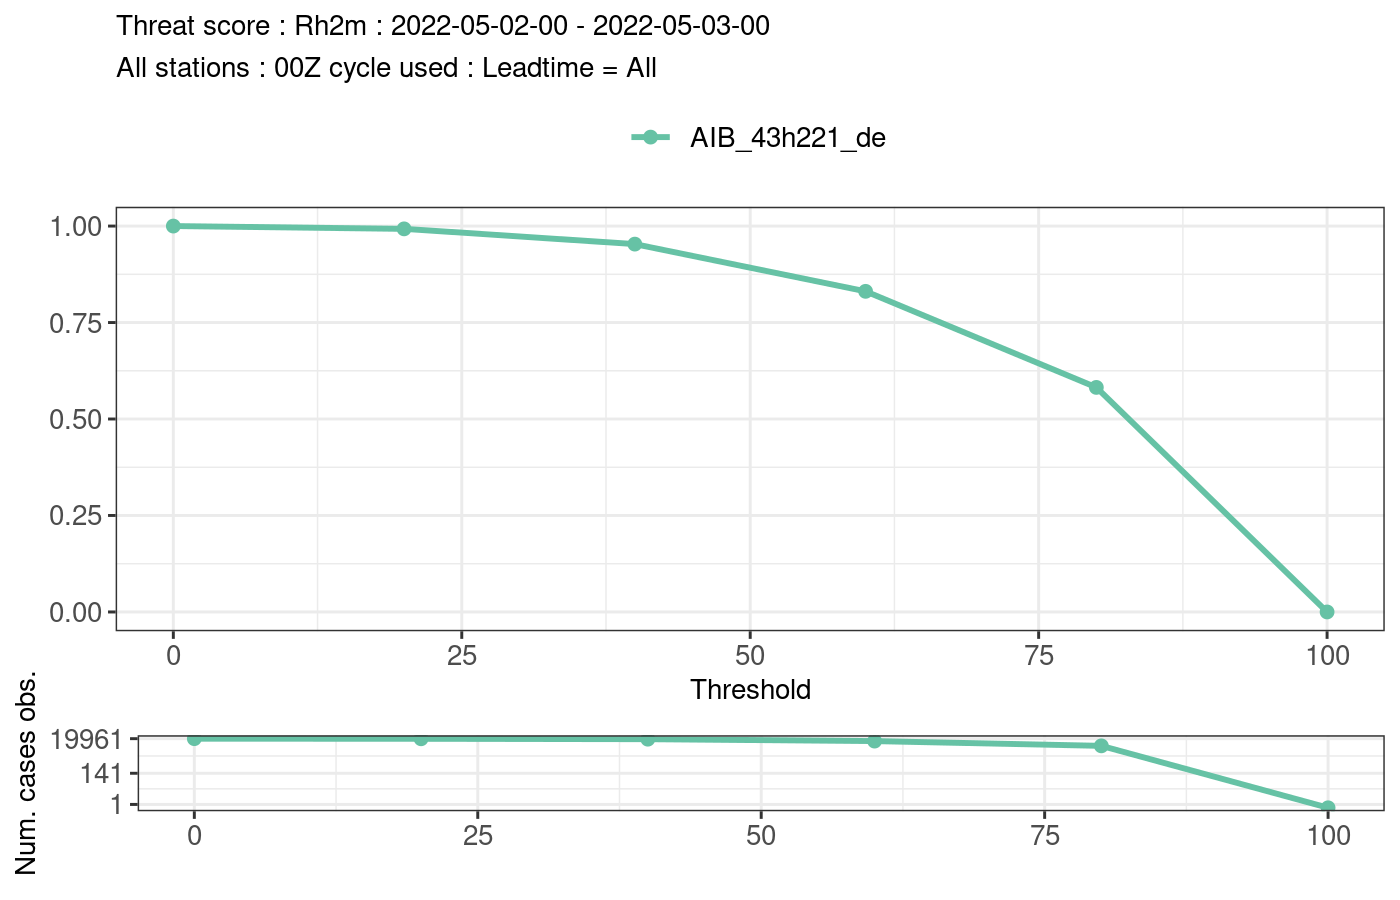 Threat score : Rh2m : 2022-05-02-00 - 2022-05-03-00
All stations : 00Z cycle used : Leadtime = All
AIB_43h221_de
1.00
0.75
0.50
0.25
0.00
0 25 50 75 100
Threshold
Num. cases obs.
19961
141
1
0 25 50 75 100